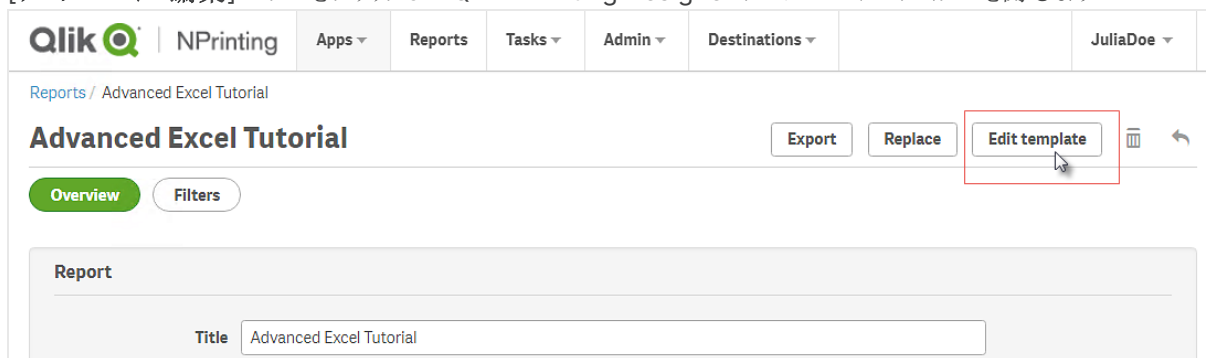 Qlik NPrinting Apps Reports Tasks Admin Destinations JuliaDoe
Reports / Advanced Excel Tutorial
Advanced Excel Tutorial Export Replace Edit template
Overview Filters
Report
Title Advanced Excel Tutorial